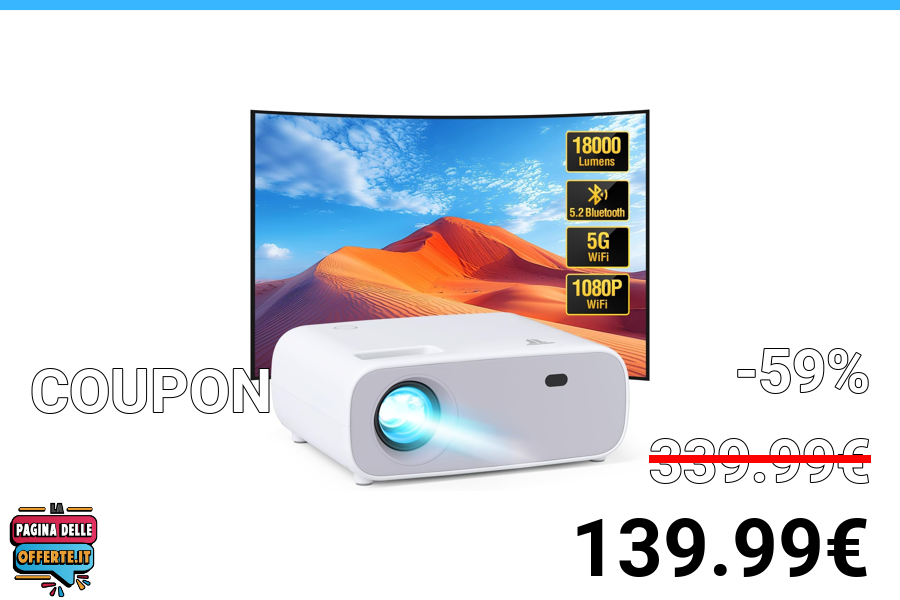 18000
Lumens
5.2 Bluetooth
5G
WiFi
1080P
WiFi
COUPON
-59%
339.99€
139.99€
LA
PAGINA DELLE
OFFERTE.IT